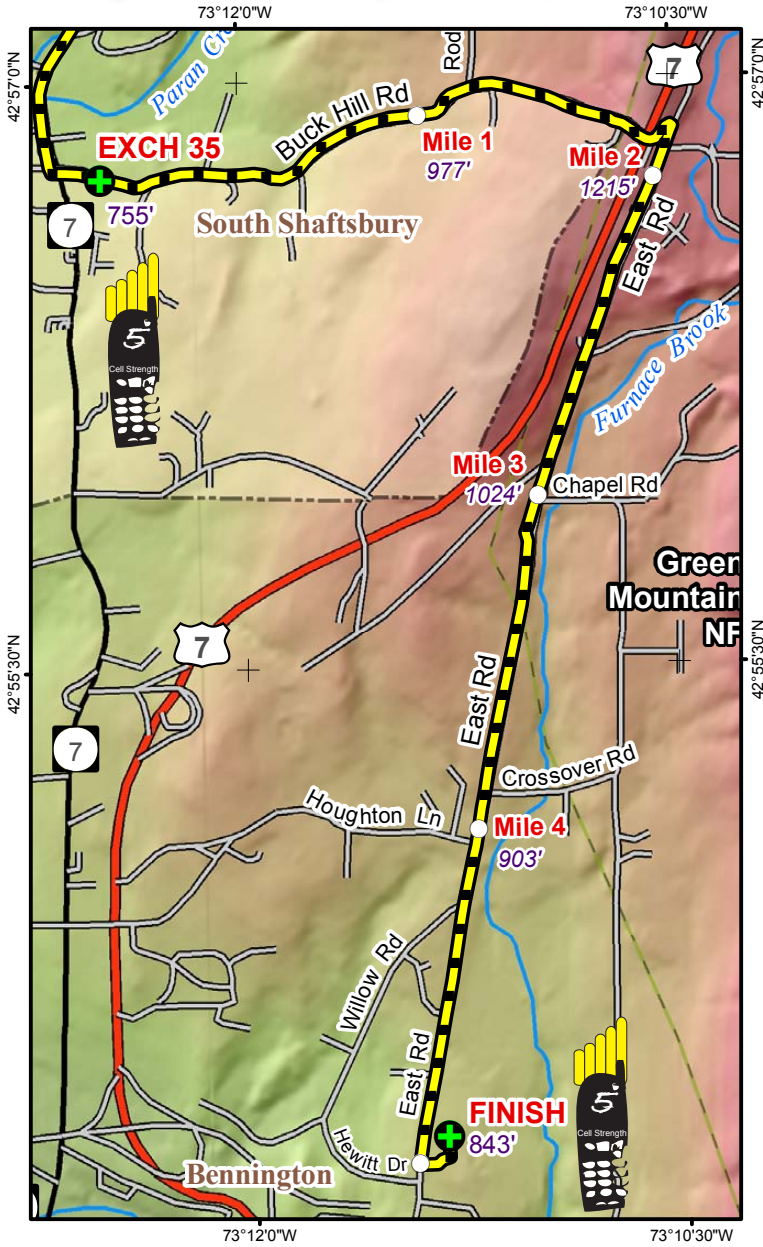 73°12'0"W
73°10'30"W
42°57'0"N
42°57'0"N
Paran Cre
Rod
7
Buck Hill Rd
EXCH 35
755'
Mile 1
977'
Mile 2
1215'
7
South Shaftsbury
East Rd
5
Cell Strength
Furnace Brook
Mile 3
1024'
Chapel Rd
Green
Mountain
NF
7
42°55'30"N
42°55'30"N
East Rd
7
Crossover Rd
Houghton Ln
Mile 4
903'
Willow Rd
East Rd
FINISH
843'
5
Cell Strength
Hewitt Dr
Bennington
73°12'0"W
73°10'30"W